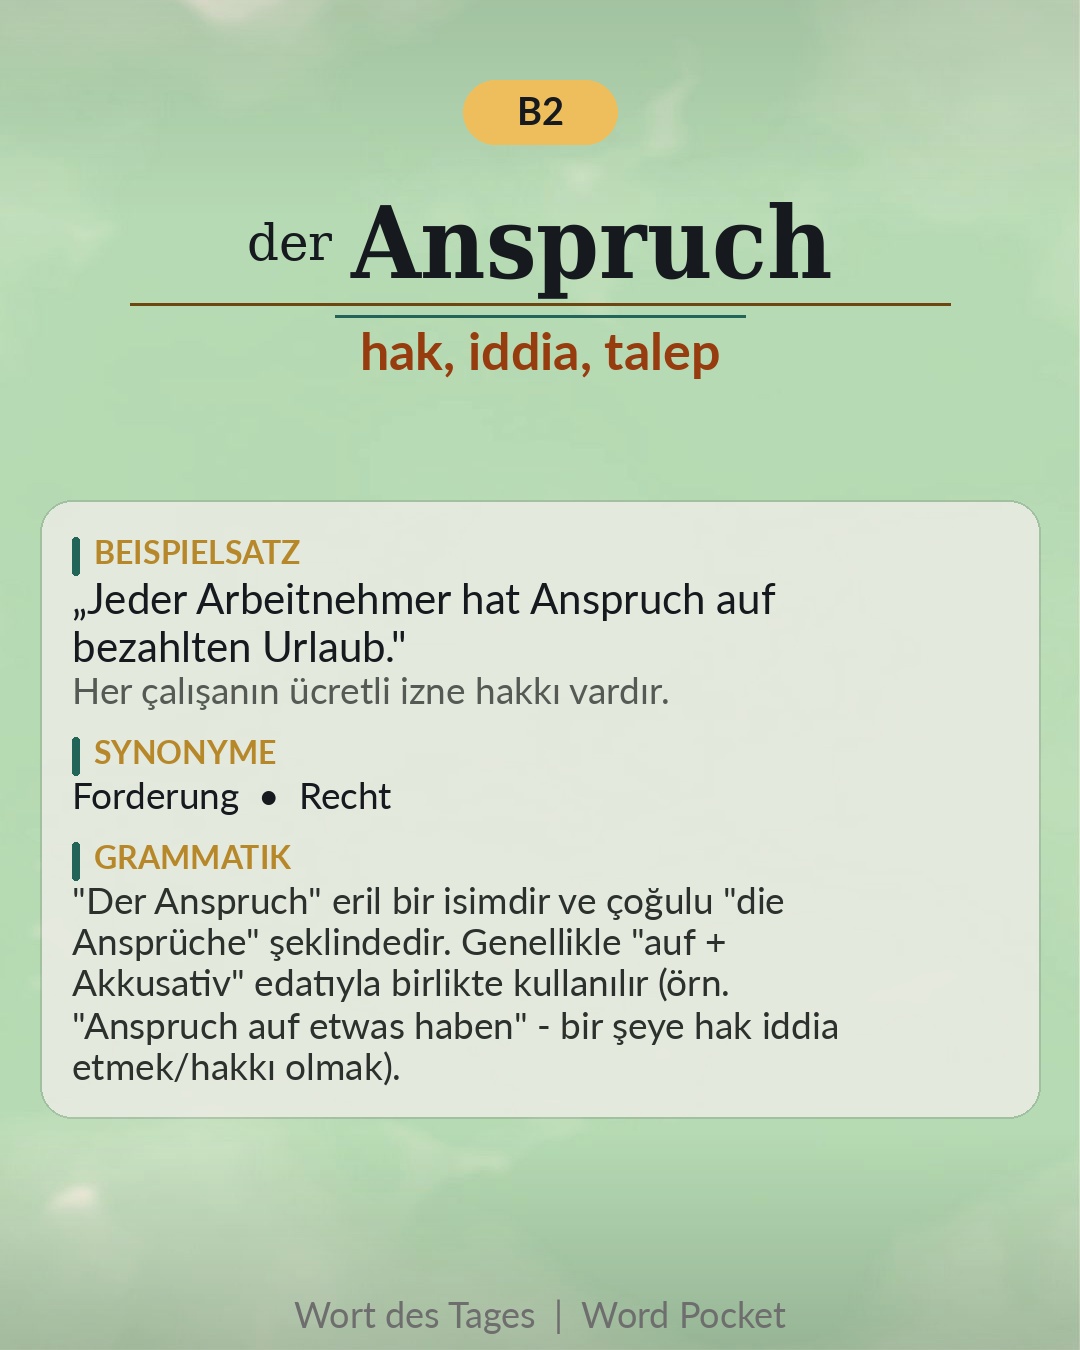 B2
der Anspruch
hak, iddia, talep
BEISPIELSATZ
„Jeder Arbeitnehmer hat Anspruch auf
bezahlten Urlaub."
Her çalışanın ücretli izne hakkı vardır.
SYNONYME
Forderung • Recht
GRAMMATIK
"Der Anspruch" eril bir isimdir ve çoğulu "die
Ansprüche" şeklindedir. Genellikle "auf +
Akkusativ" edatıyla birlikte kullanılır (örn.
"Anspruch auf etwas haben" - bir şeye hak iddia
etmek/hakkı olmak).
Wort des Tages | Word Pocket